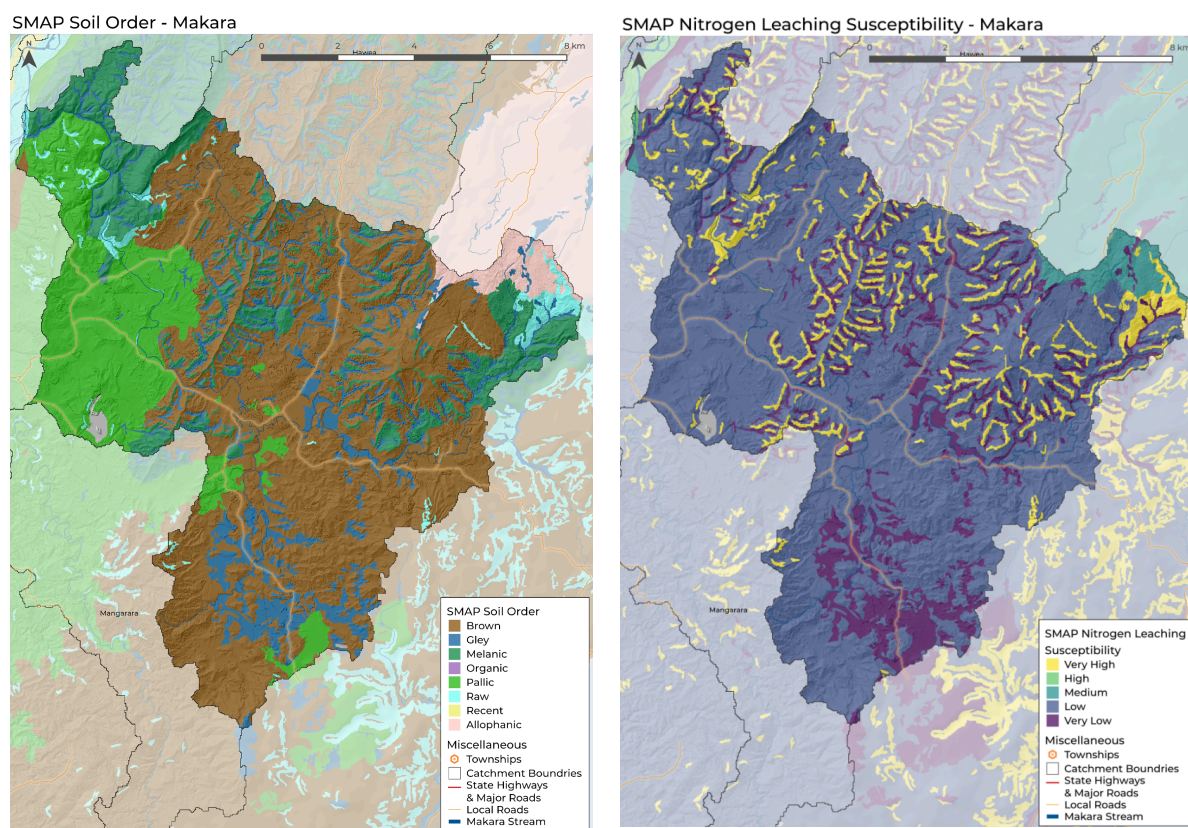 SMAP Soil Order - Makara
N
0 2 4 6 8 km
Hawea
Mangarara
SMAP Soil Order
Brown
Gley
Melanic
Organic
Pallic
Raw
Recent
Allophanic
Miscellaneous
Townships
Catchment Boundries
State Highways
& Major Roads
Local Roads
Makara Stream
SMAP Nitrogen Leaching Susceptibility - Makara
N
0 2 4 6 8 km
Hawea
Mangarara
SMAP Nitrogen Leaching
Susceptibility
Very High
High
Medium
Low
Very Low
Miscellaneous
Townships
Catchment Boundries
State Highways
& Major Roads
Local Roads
Makara Stream